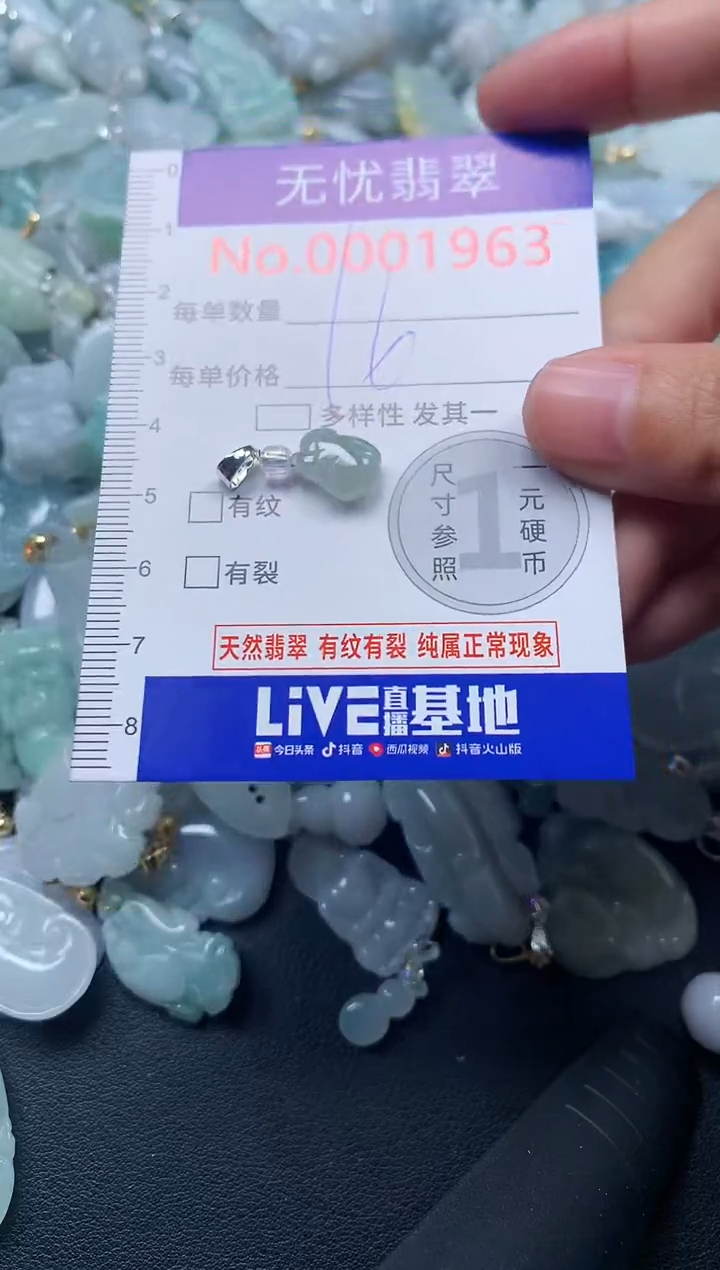 无忧翡翠
No.0001963
每单数量
每单价格
16
多样性 发其一
有纹
有裂
尺寸参照
1
一元硬币
天然翡翠 有纹有裂 纯属正常现象
LiVE直播基地
头条 今日头条 抖音 西瓜视频 抖音火山版
0
1
2
3
4
5
6
7
8